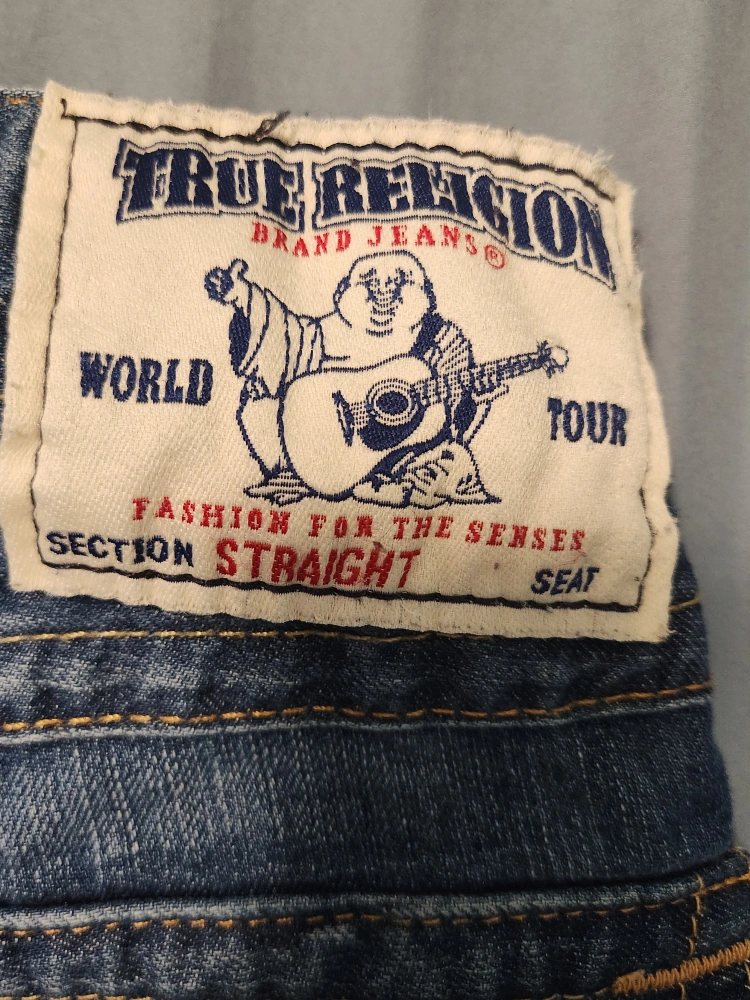 TRUE RELIGION
BRAND JEANS®
WORLD TOUR
FASHION FOR THE SENSES
SECTION STRAIGHT SEAT